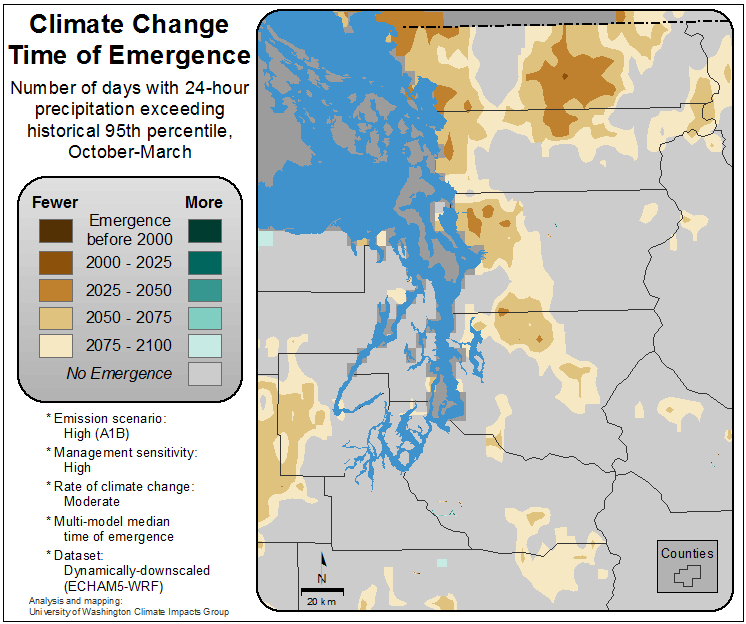 Climate Change
Time of Emergence
Number of days with 24-hour
precipitation exceeding
historical 95th percentile,
October-March
Fewer More
Emergence
before 2000
2000 - 2025
2025 - 2050
2050 - 2075
2075 - 2100
No Emergence
* Emission scenario:
High (A1B)
* Management sensitivity:
High
* Rate of climate change:
Moderate
* Multi-model median
time of emergence
* Dataset:
Dynamically-downscaled
(ECHAM5-WRF)
Analysis and mapping:
University of Washington Climate Impacts Group
N
20 km
Counties